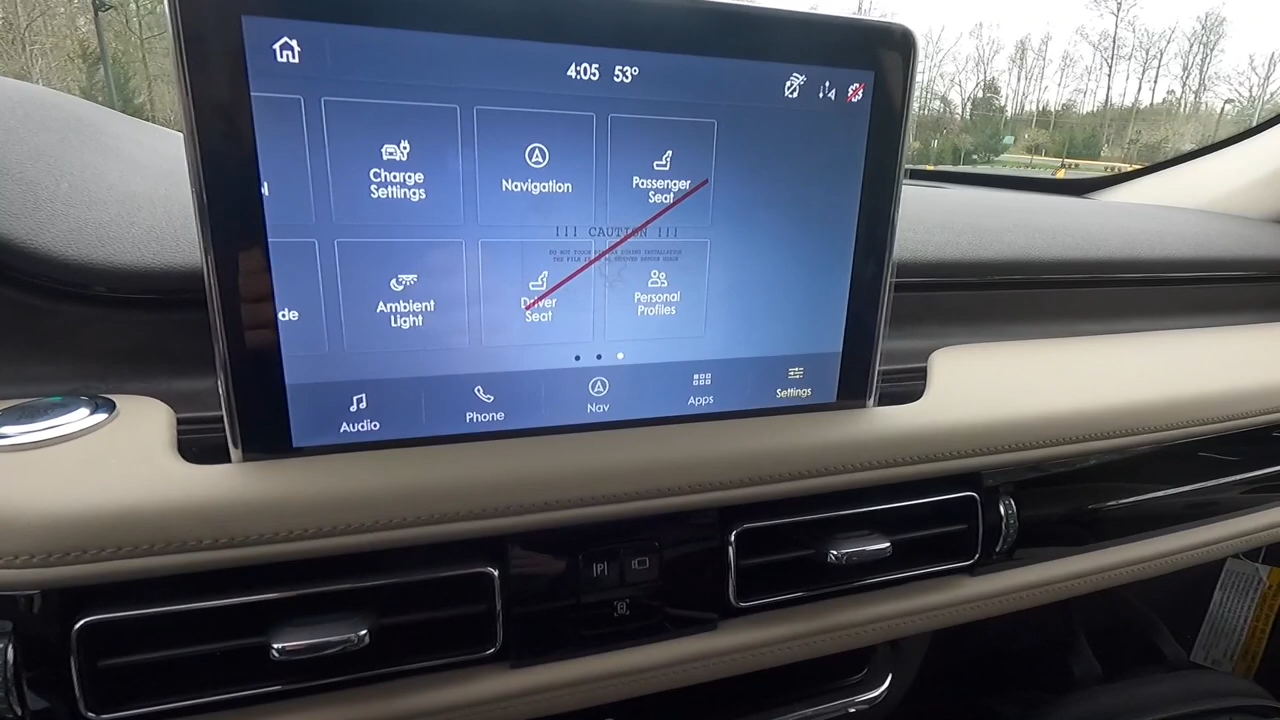 4:05 53°
Charge
Settings
Navigation
Passenger
Seat
!!! CAUTION !!!
de
Ambient
Light
Driver
Seat
Personal
Profiles
Audio
Phone
Nav
Apps
Settings
P